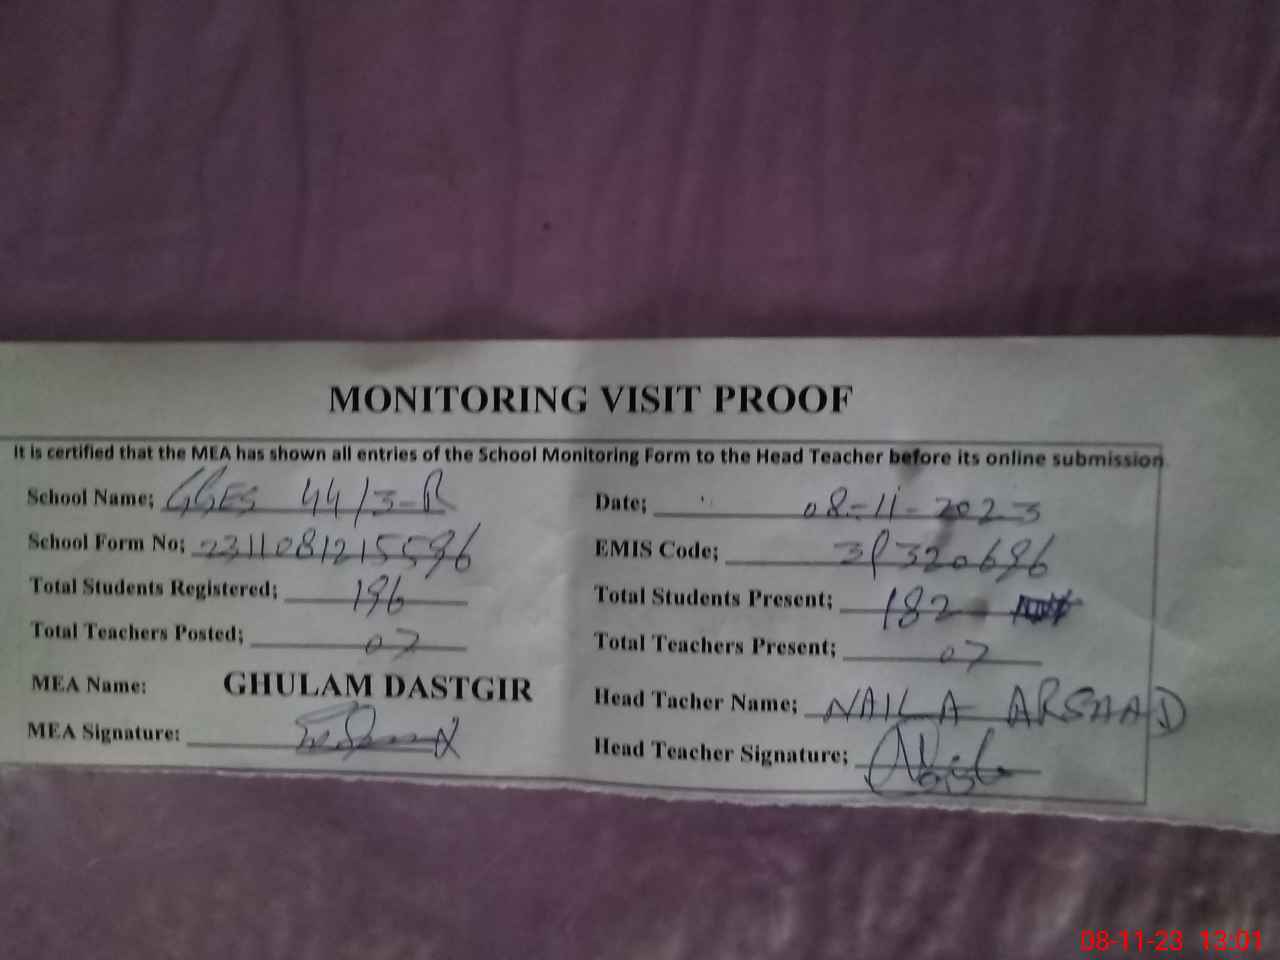 MONITORING VISIT PROOF
It is certified that the MEA has shown all entries of the School Monitoring Form to the Head Teacher before its online submission
School Name; GGES 44/3-R Date; 08-11-2023
School Form No; 2311081215596 EMIS Code; 31320696
Total Students Registered; 196 Total Students Present; 182
Total Teachers Posted; 07 Total Teachers Present; 07
MEA Name: GHULAM DASTGIR Head Tacher Name; NAILA ARSHAD
MEA Signature: Head Teacher Signature;
08-11-23 13:01